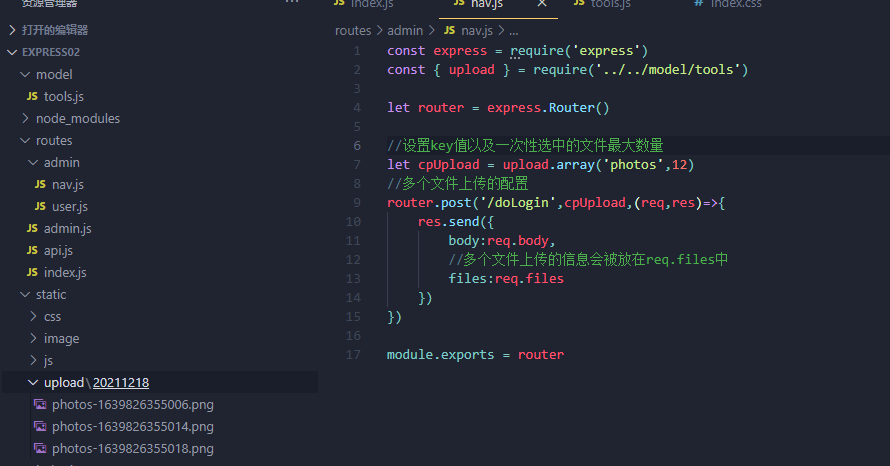 资源管理器
...
JS index.js
JS nav.js ×
JS tools.js
# index.css
打开的编辑器
EXPRESS02
model
JS tools.js
node_modules
routes
admin
JS nav.js
JS user.js
JS admin.js
JS api.js
JS index.js
static
css
image
js
upload\20211218
photos-1639826355006.png
photos-1639826355014.png
photos-1639826355018.png
routes > admin > JS nav.js > ...
1 const express = require('express')
2 const { upload } = require('../../model/tools')
3
4 let router = express.Router()
5
6 //设置key值以及一次性选中的文件最大数量
7 let cpUpload = upload.array('photos',12)
8 //多个文件上传的配置
9 router.post('/doLogin',cpUpload,(req,res)=>{
10 res.send({
11 body:req.body,
12 //多个文件上传的信息会被放在req.files中
13 files:req.files
14 })
15 })
16
17 module.exports = router